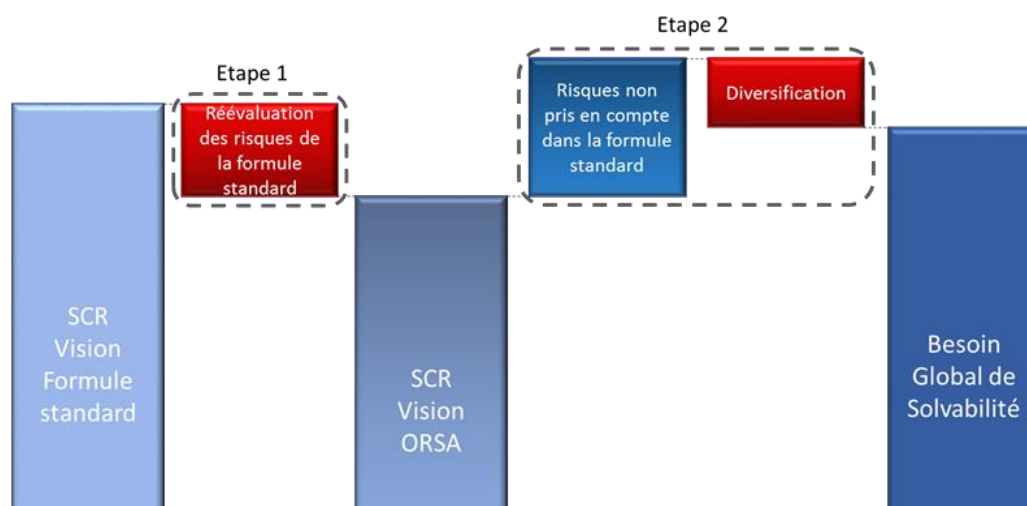 Etape 1
Etape 2
Réévaluation
des risques de
la formule
standard
Risques non
pris en compte
dans la formule
standard
Diversification
SCR
Vision
Formule
standard
SCR
Vision
ORSA
Besoin
Global de
Solvabilité